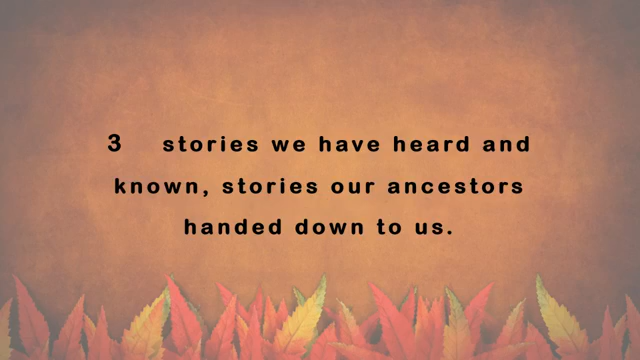 3 stories we have heard and
known, stories our ancestors
handed down to us.